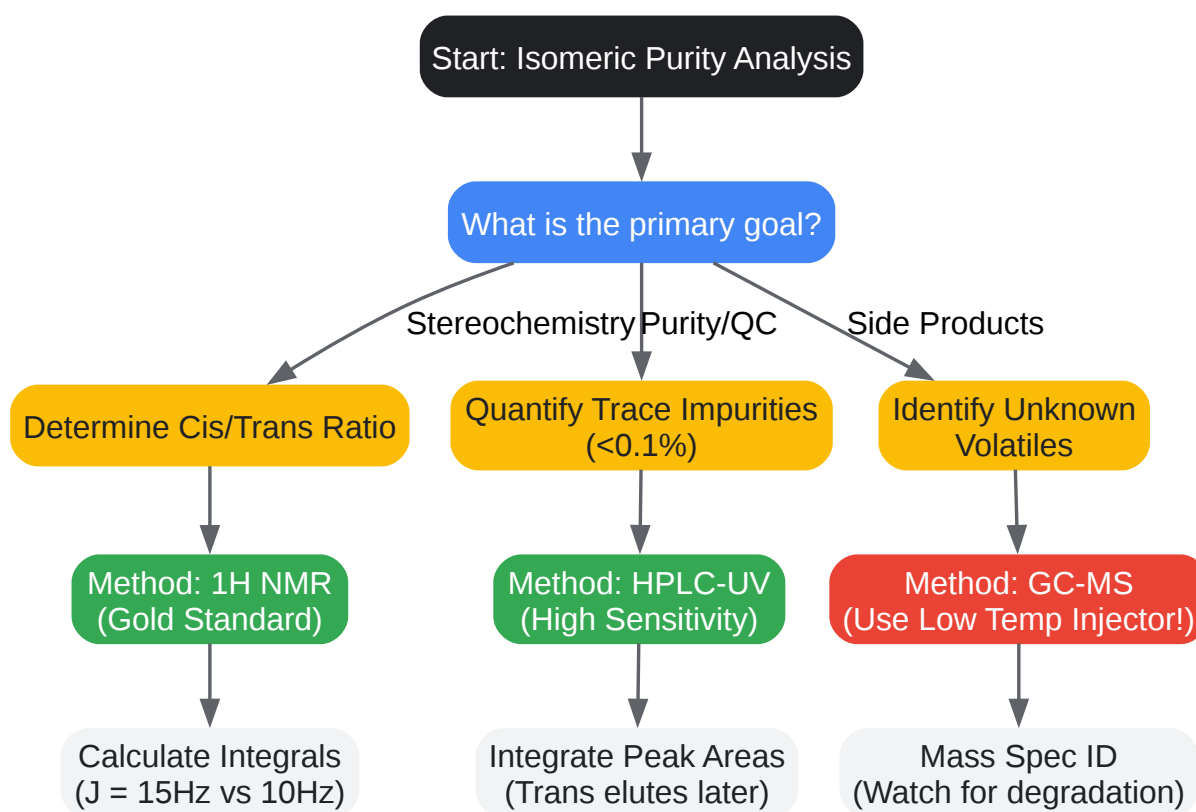 Start: Isomeric Purity Analysis
What is the primary goal?
Stereochemistry
Purity/QC
Side Products
Determine Cis/Trans Ratio
Quantify Trace Impurities
(<0.1%)
Identify Unknown
Volatiles
Method: 1H NMR
(Gold Standard)
Method: HPLC-UV
(High Sensitivity)
Method: GC-MS
(Use Low Temp Injector!)
Calculate Integrals
(J = 15Hz vs 10Hz)
Integrate Peak Areas
(Trans elutes later)
Mass Spec ID
(Watch for degradation)